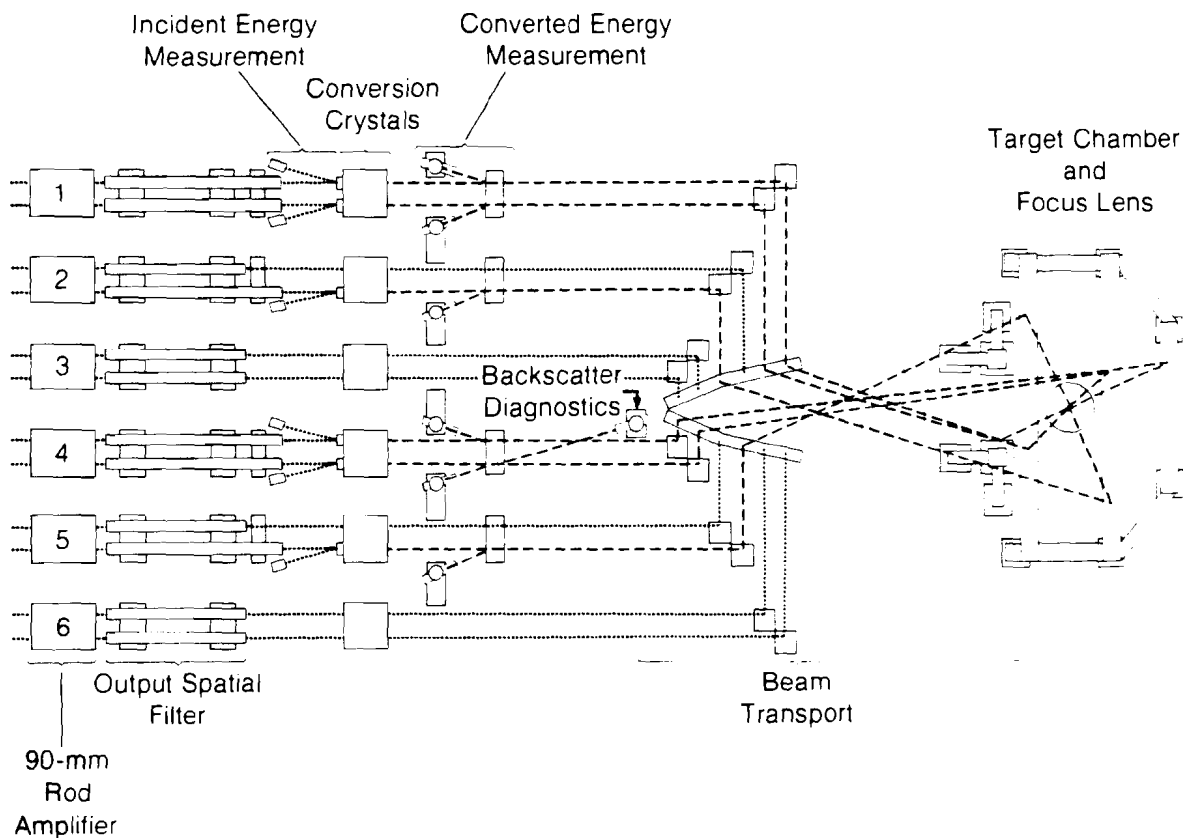 Incident Energy
Measurement
Converted Energy
Measurement
Conversion
Crystals
Target Chamber
and
Focus Lens
1
2
3
Backscatter
Diagnostics
4
5
6
Output Spatial
Filter
Beam
Transport
90-mm
Rod
Amplifier